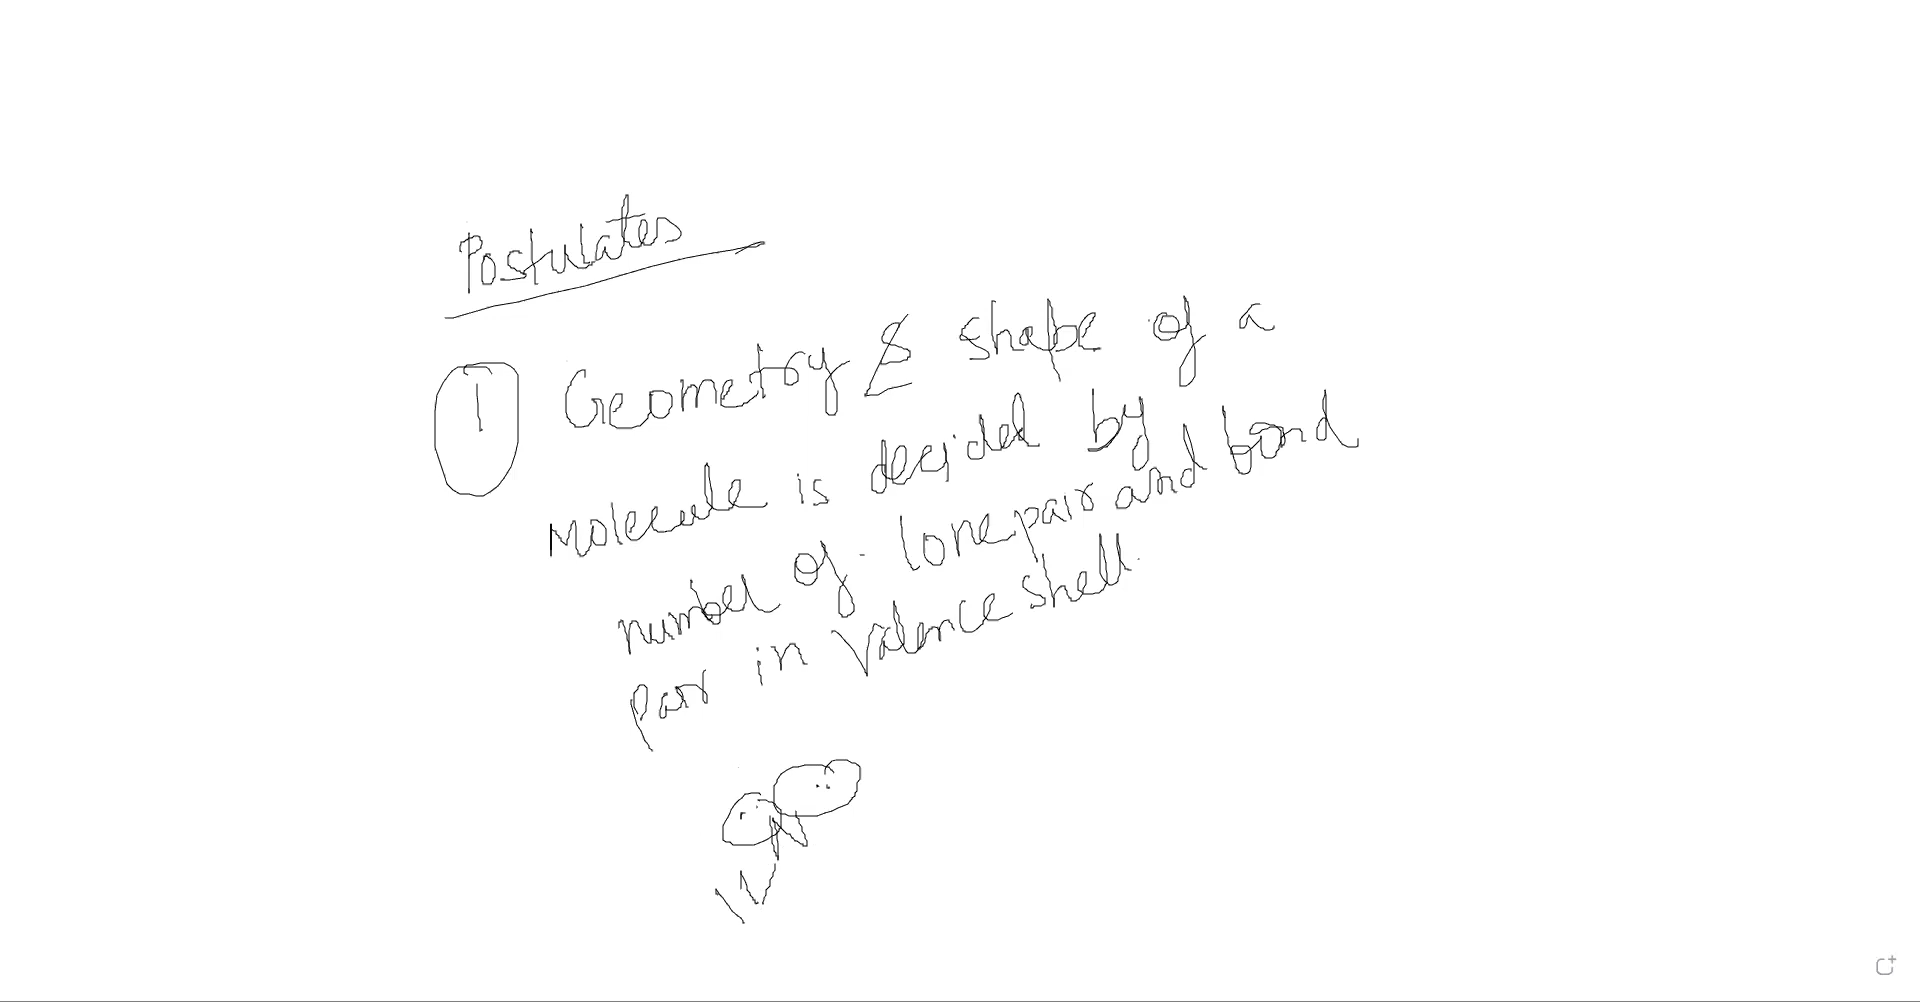 Postulates
1 Geometry & shape of a
Molecule is decided by
number of lone pair and bond
pair in valence shell.